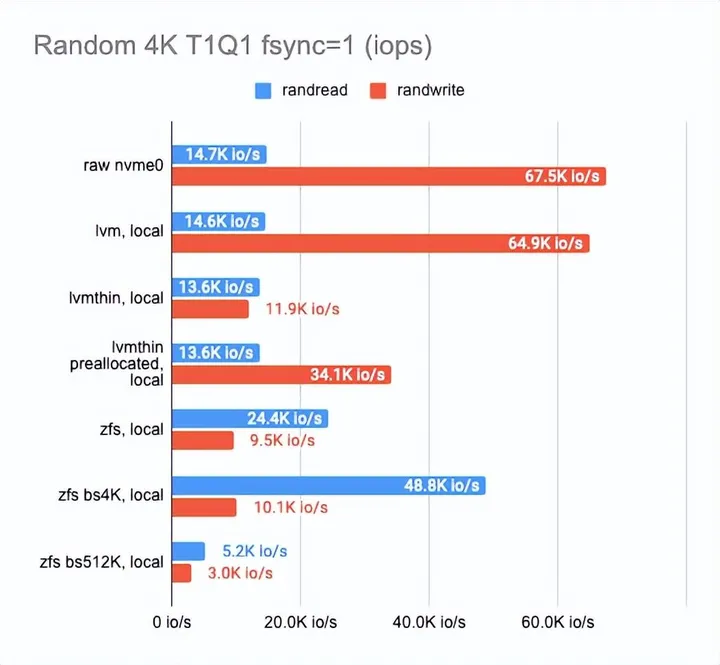 Random 4K T1Q1 fsync=1 (iops)
randread randwrite
raw nvme0
14.7K io/s
67.5K io/s
lvm, local
14.6K io/s
64.9K io/s
lvmthin, local
13.6K io/s
11.9K io/s
lvmthin
preallocated,
local
13.6K io/s
34.1K io/s
zfs, local
24.4K io/s
9.5K io/s
zfs bs4K, local
48.8K io/s
10.1K io/s
zfs bs512K, local
5.2K io/s
3.0K io/s
0 io/s 20.0K io/s 40.0K io/s 60.0K io/s